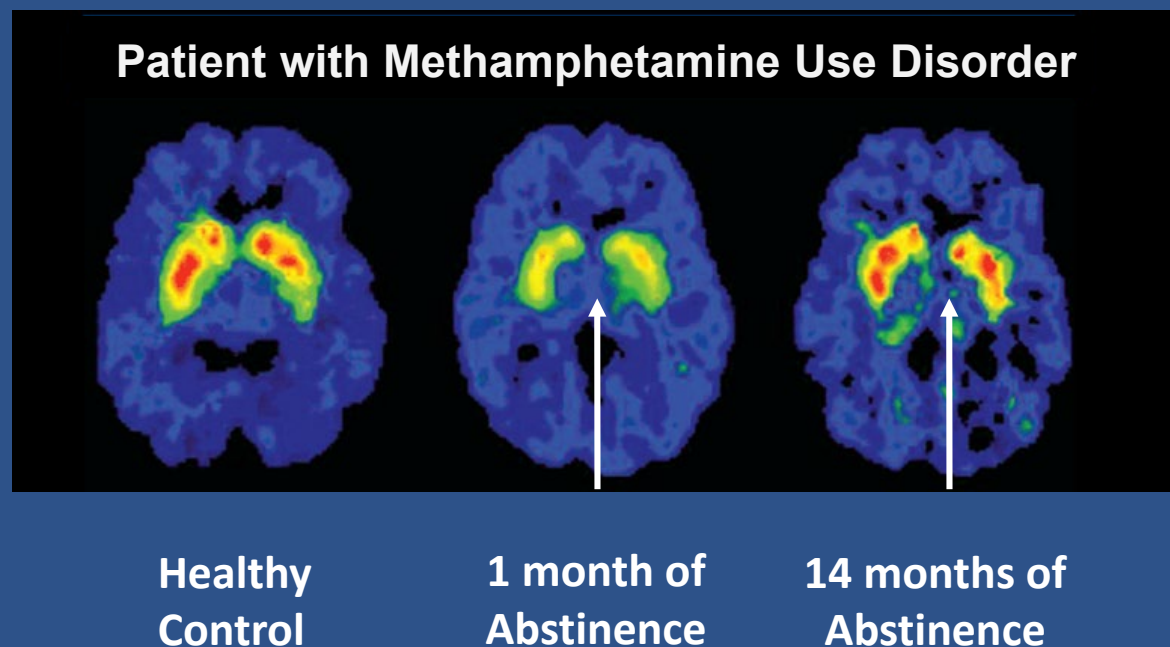 Patient with Methamphetamine Use Disorder
Healthy
Control
1 month of
Abstinence
14 months of
Abstinence